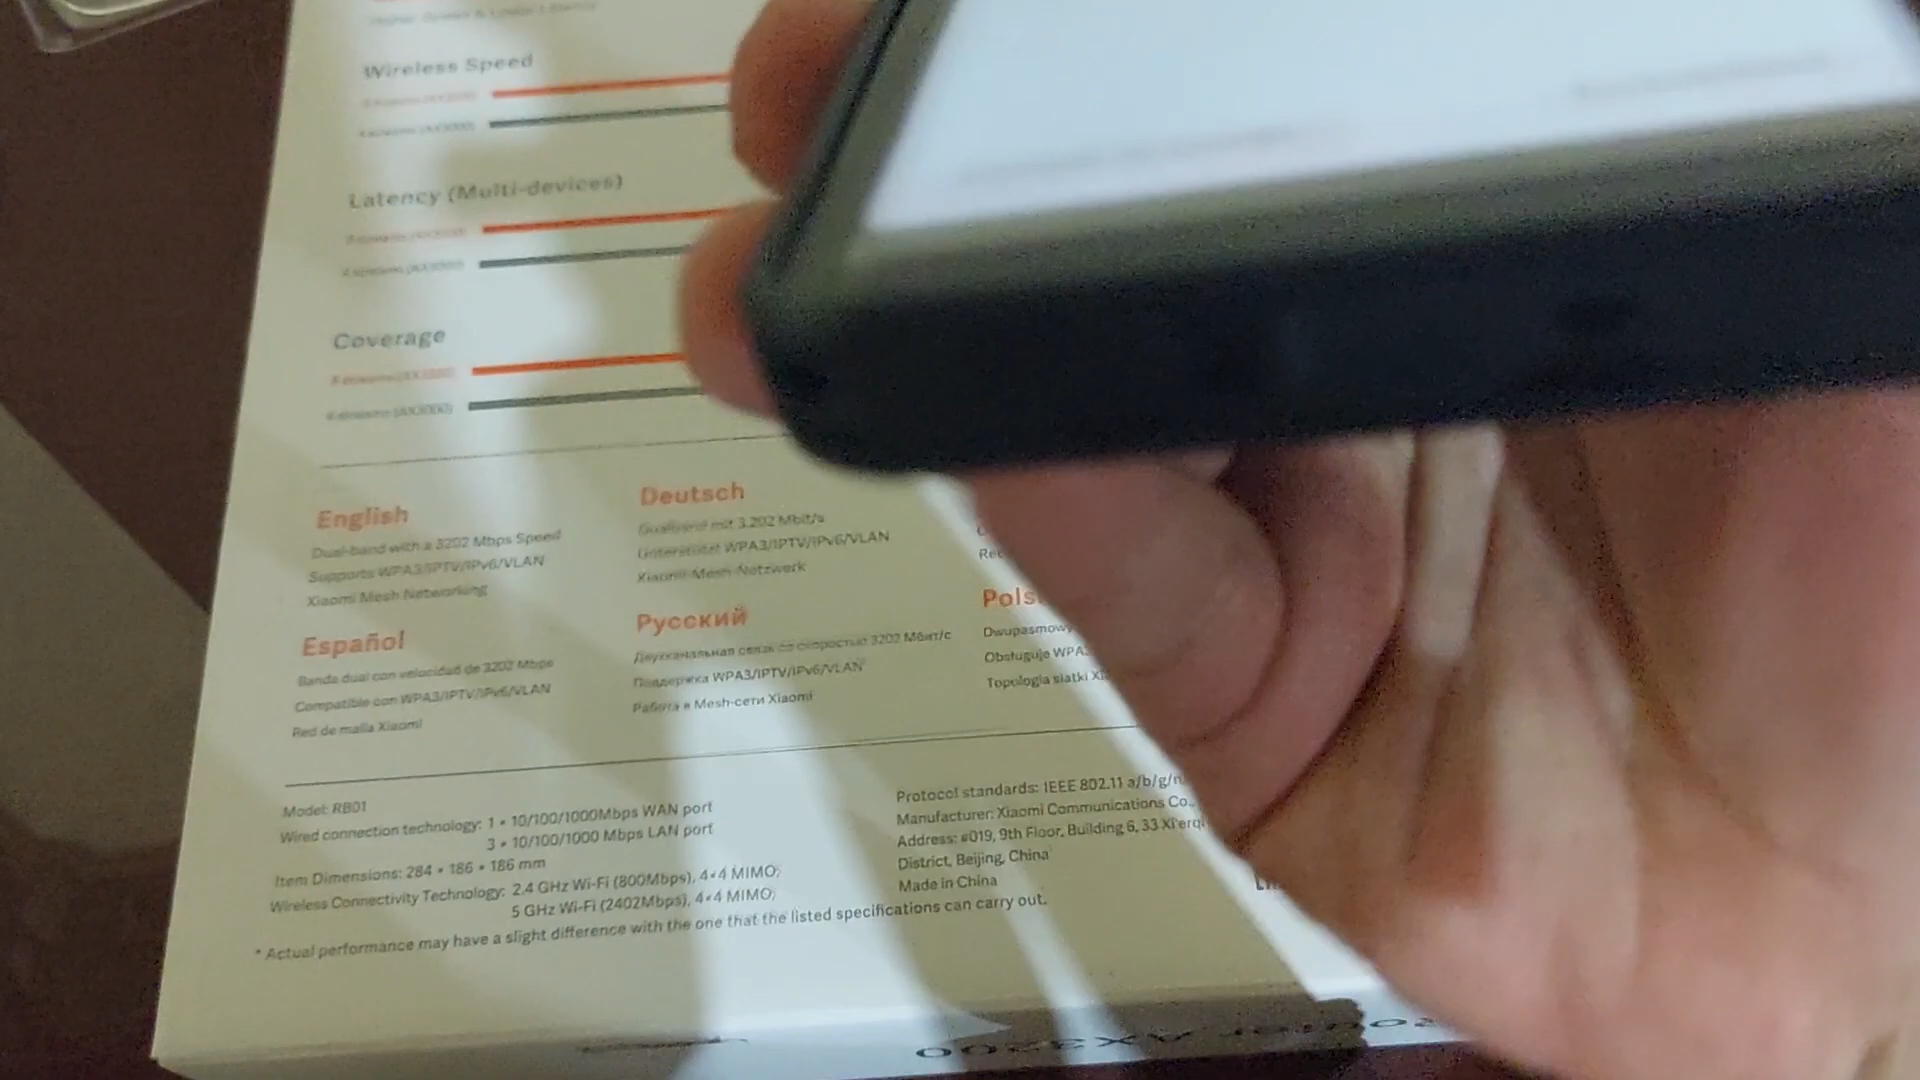 Wireless Speed
Latency (Multi-devices)
Coverage
4 streams (AX3000)
English
Dual-band with a 3202 Mbps Speed
Supports WPA3/IPTV/IPv6/VLAN
Xiaomi Mesh Networking
Deutsch
Dualband mit 3.202 Mbit/s
Unterstützt WPA3/IPTV/IPv6/VLAN
Xiaomi-Mesh-Netzwerk
Español
Banda dual con velocidad de 3202 Mbps
Compatible con WPA3/IPTV/IPv6/VLAN
Red de malla Xiaomi
Русский
Двухканальная связь со скоростью 3202 Мбит/с
Поддержка WPA3/IPTV/IPv6/VLAN
Работа в Mesh-сети Xiaomi
Pols
Dwupasmowy
Obsługuje WPA
Topologia siatki
Model: RB01
Wired connection technology: 1 * 10/100/1000Mbps WAN port
3 * 10/100/1000 Mbps LAN port
Item Dimensions: 284 * 186 * 186 mm
Wireless Connectivity Technology: 2.4 GHz Wi-Fi (800Mbps), 4*4 MIMO;
5 GHz Wi-Fi (2402Mbps), 4*4 MIMO;
* Actual performance may have a slight difference with the one that the listed specifications can carry out.
Protocol standards: IEEE 802.11 a/b/g/n
Manufacturer: Xiaomi Communications Co.,
Address: #019, 9th Floor, Building 6, 33 Xi'erqi
District, Beijing, China
Made in China
Router AX3200